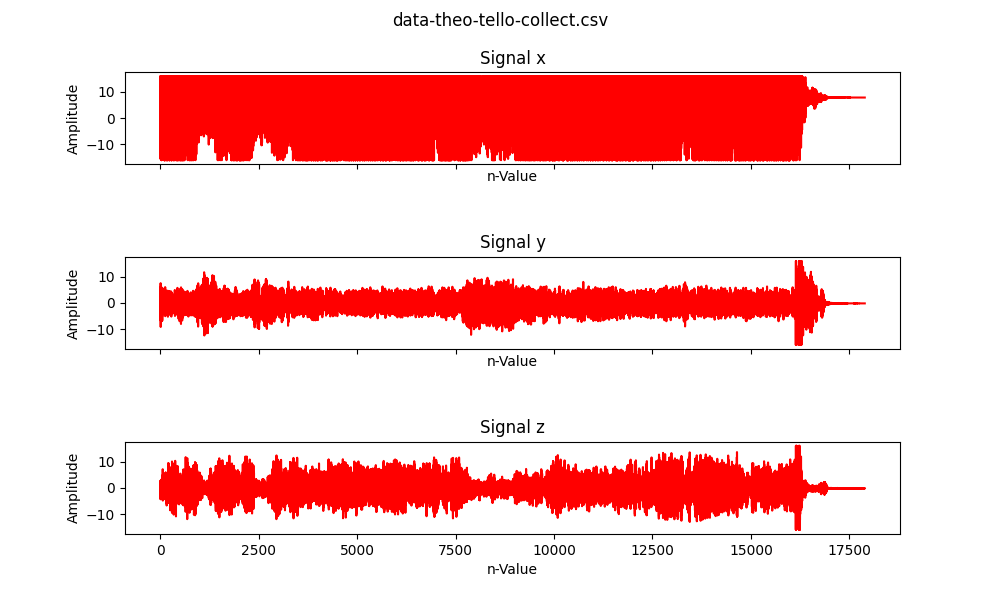 data-theo-tello-collect.csv
Signal x
Amplitude
10
0
−10
n-Value
Signal y
Amplitude
10
0
−10
n-Value
Signal z
Amplitude
10
0
−10
0 2500 5000 7500 10000 12500 15000 17500
n-Value